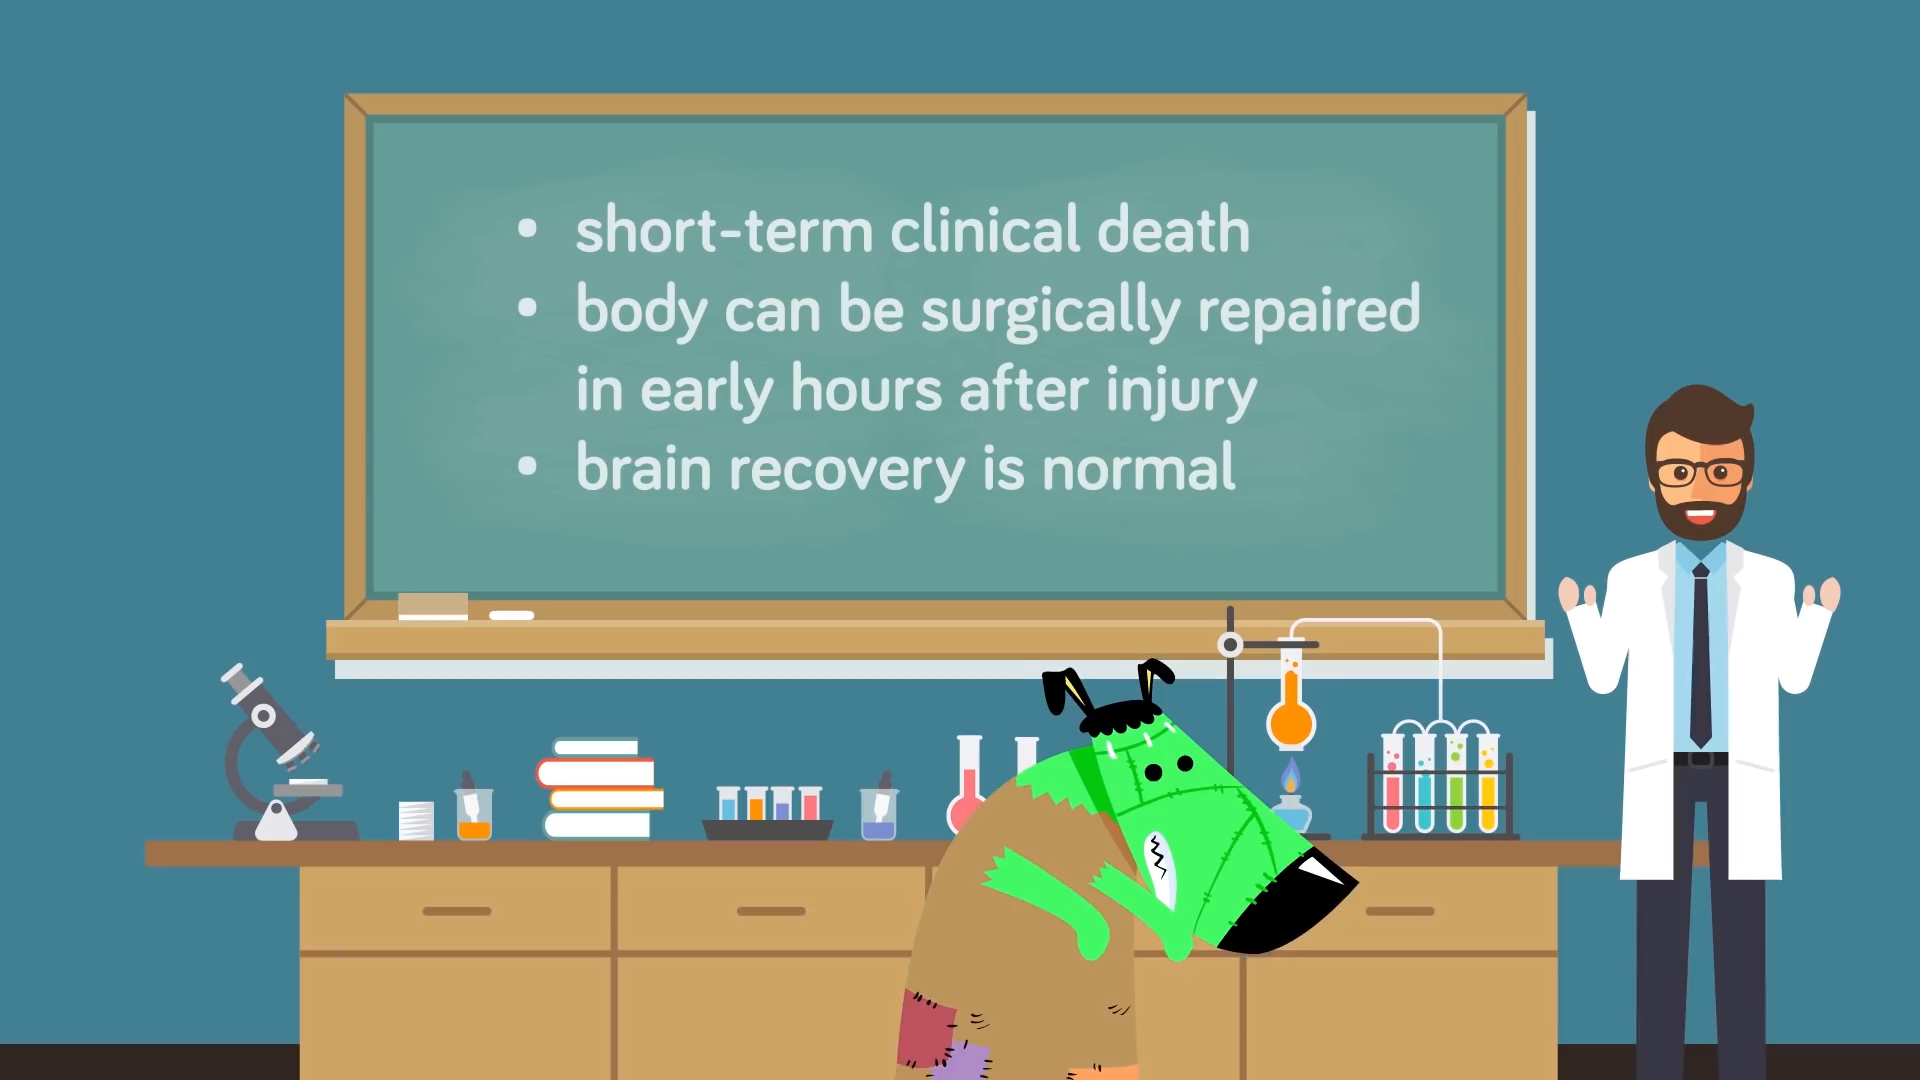 • short-term clinical death
• body can be surgically repaired
in early hours after injury
• brain recovery is normal